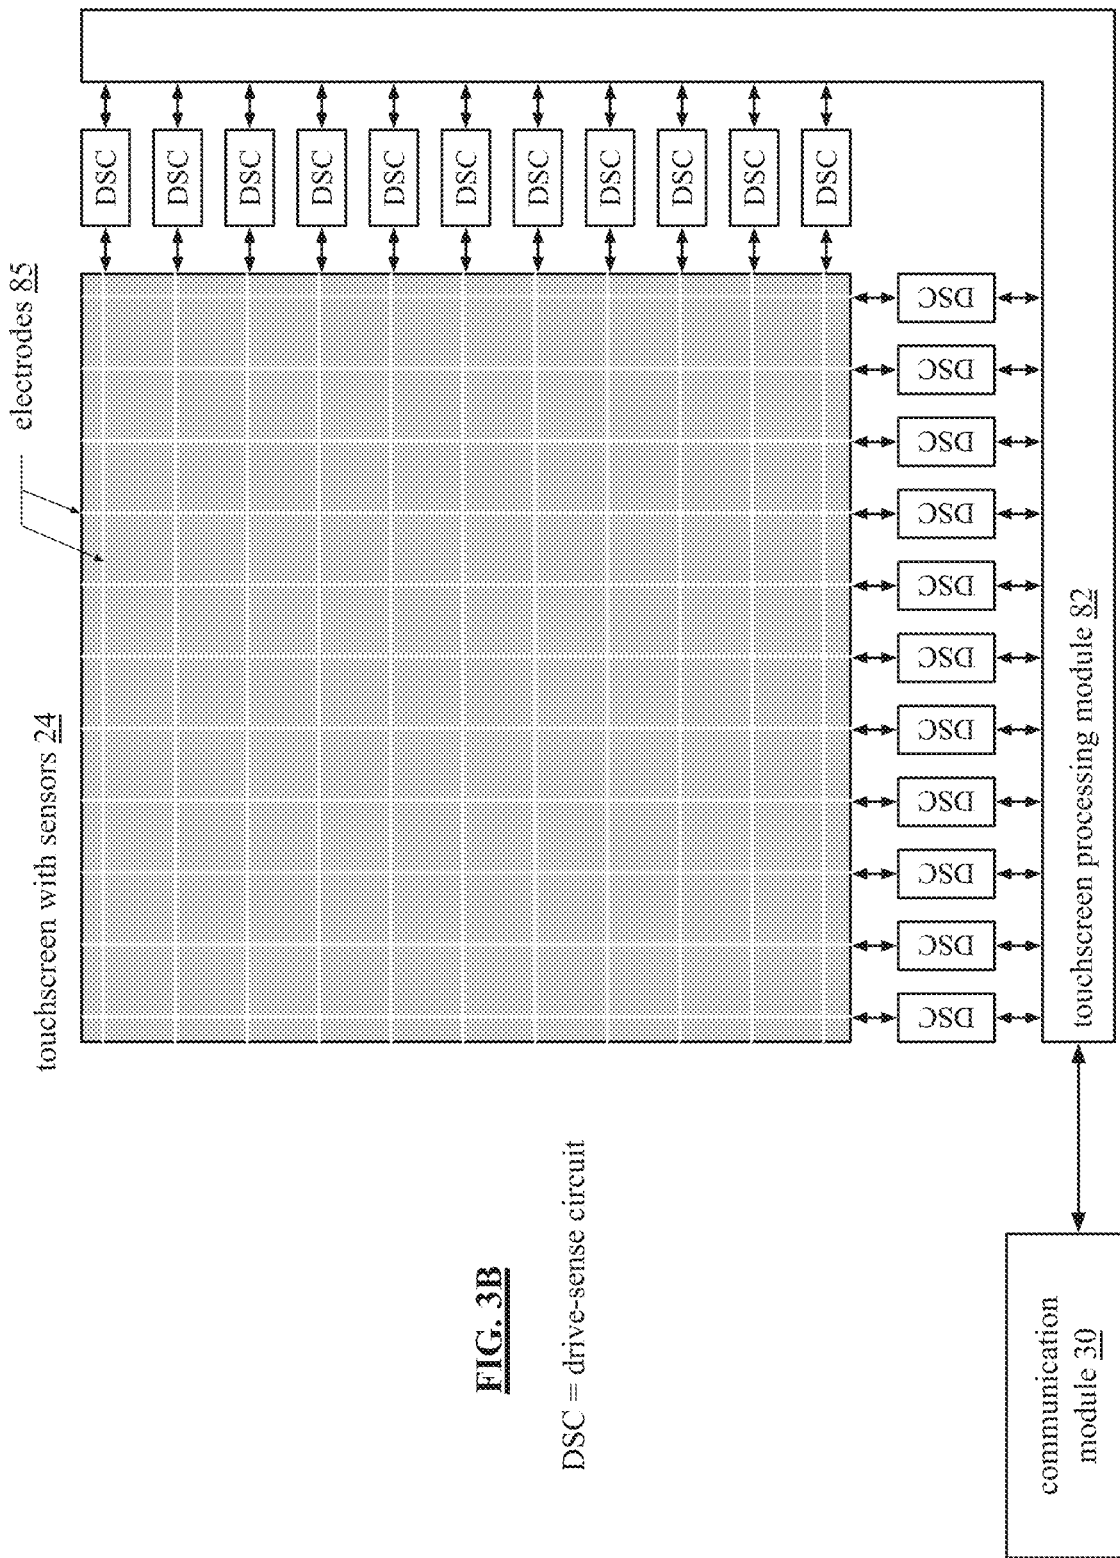 electrodes 85
touchscreen with sensors 24
DSC
DSC
DSC
DSC
DSC
DSC
DSC
DSC
DSC
DSC
DSC
FIG. 3B
DSC = drive-sense circuit
DSC
DSC
DSC
DSC
DSC
DSC
DSC
DSC
DSC
DSC
DSC
communication
module 30
touchscreen processing module 82